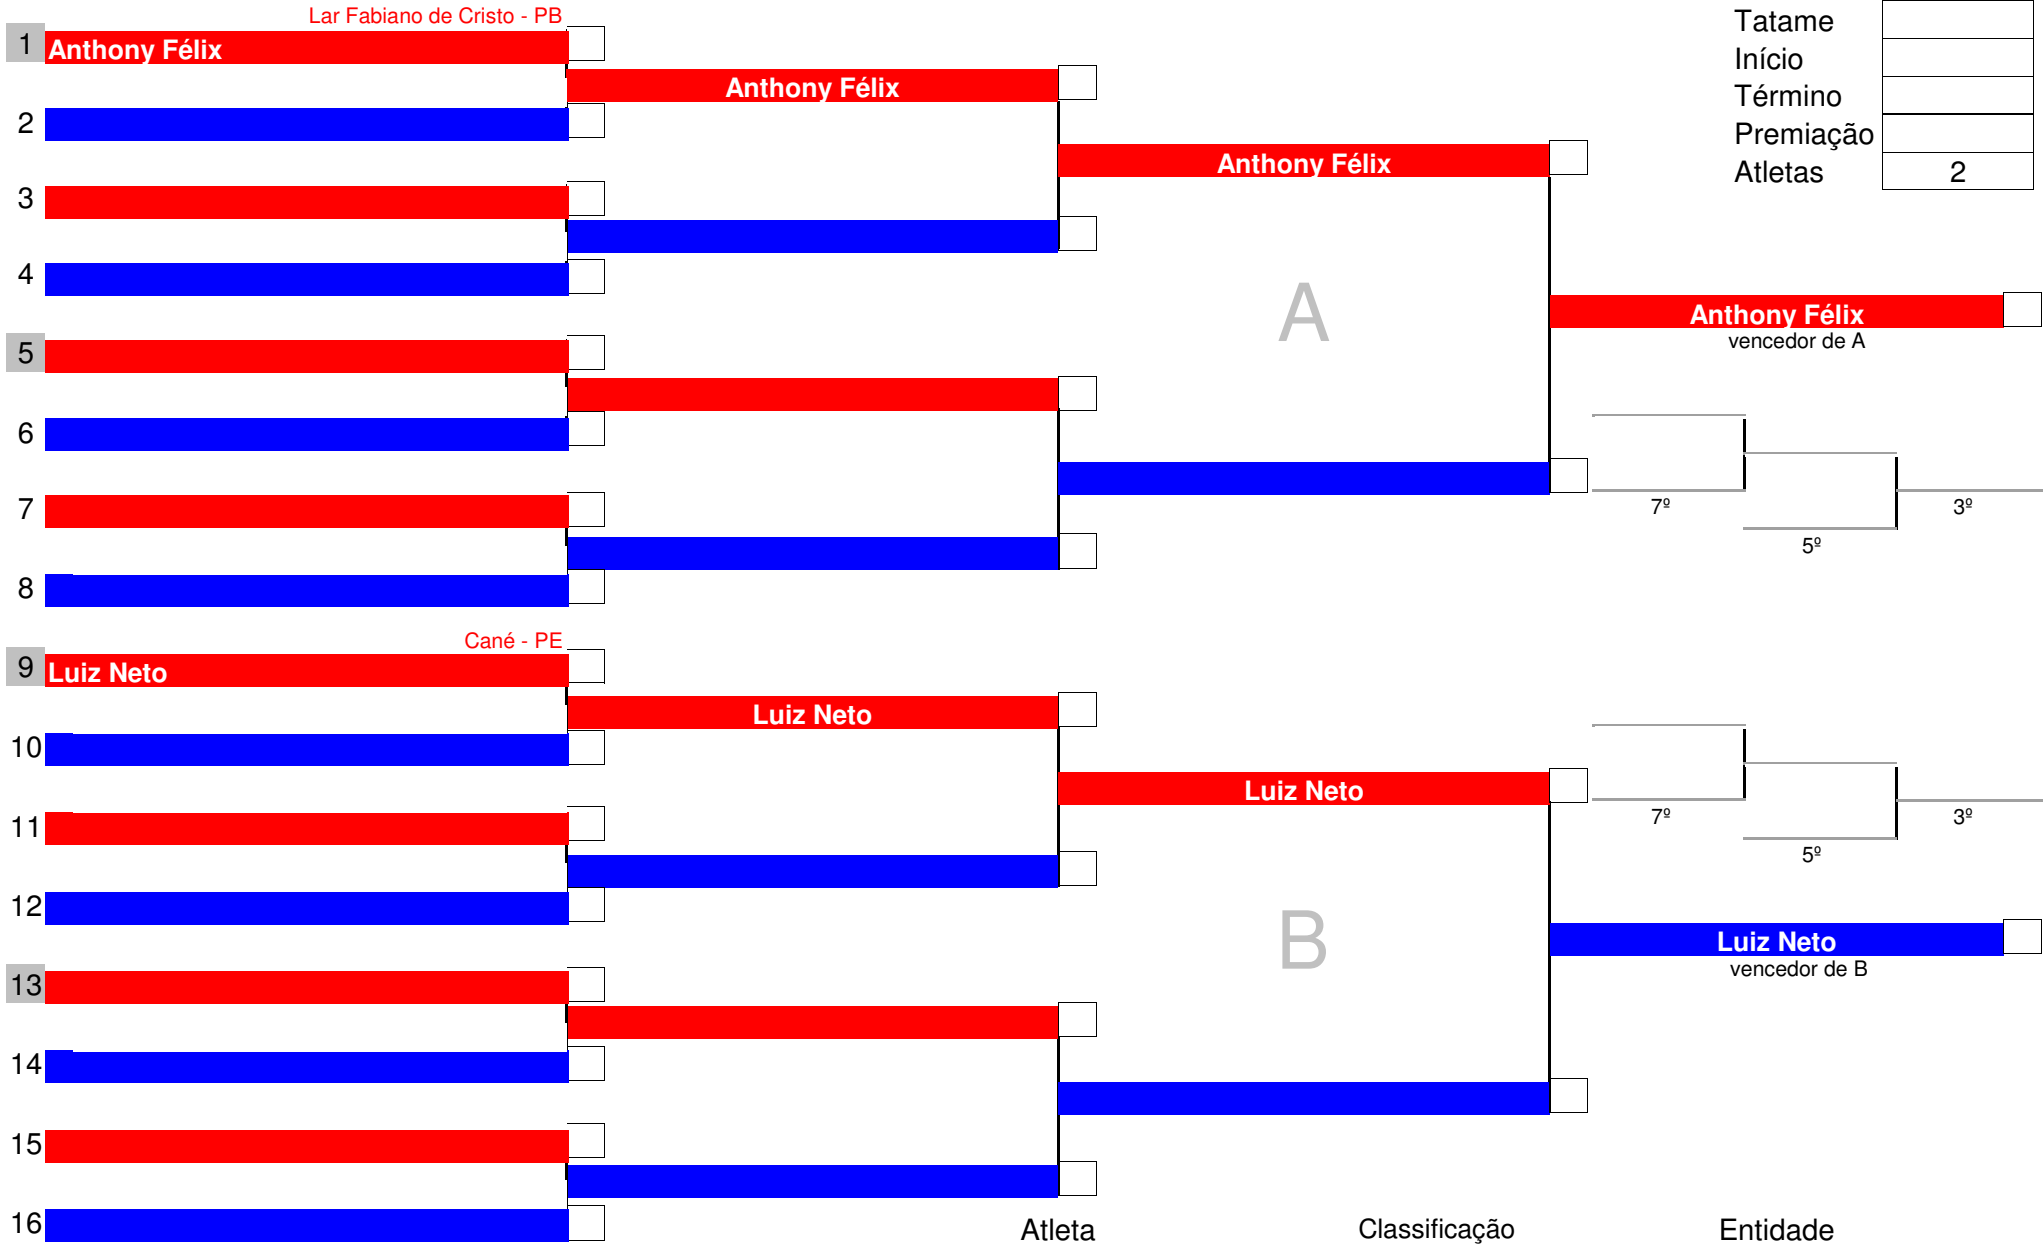 Lar Fabiano de Cristo - PB
Tatame
1 Anthony Félix
Início
Anthony Félix
Término
2
Premiação
Anthony Félix
Atletas 2
3
4
A
Anthony Félix
vencedor de A
5
6
7º 3º
7
5º
8
Cané - PE
9 Luiz Neto
Luiz Neto
10
Luiz Neto
7º 3º
11
5º
12
B
Luiz Neto
vencedor de B
13
14
15
16
Atleta Classificação Entidade